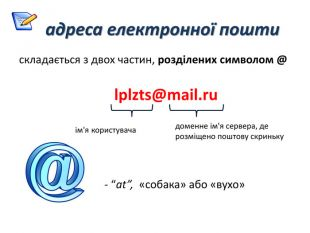 адреса електронної пошти
складається з двох частин, розділених символом @
lplzts@mail.ru
ім'я користувача
доменне ім'я сервера, де
розміщено поштову скриньку
@
- “at”, «собака» або «вухо»